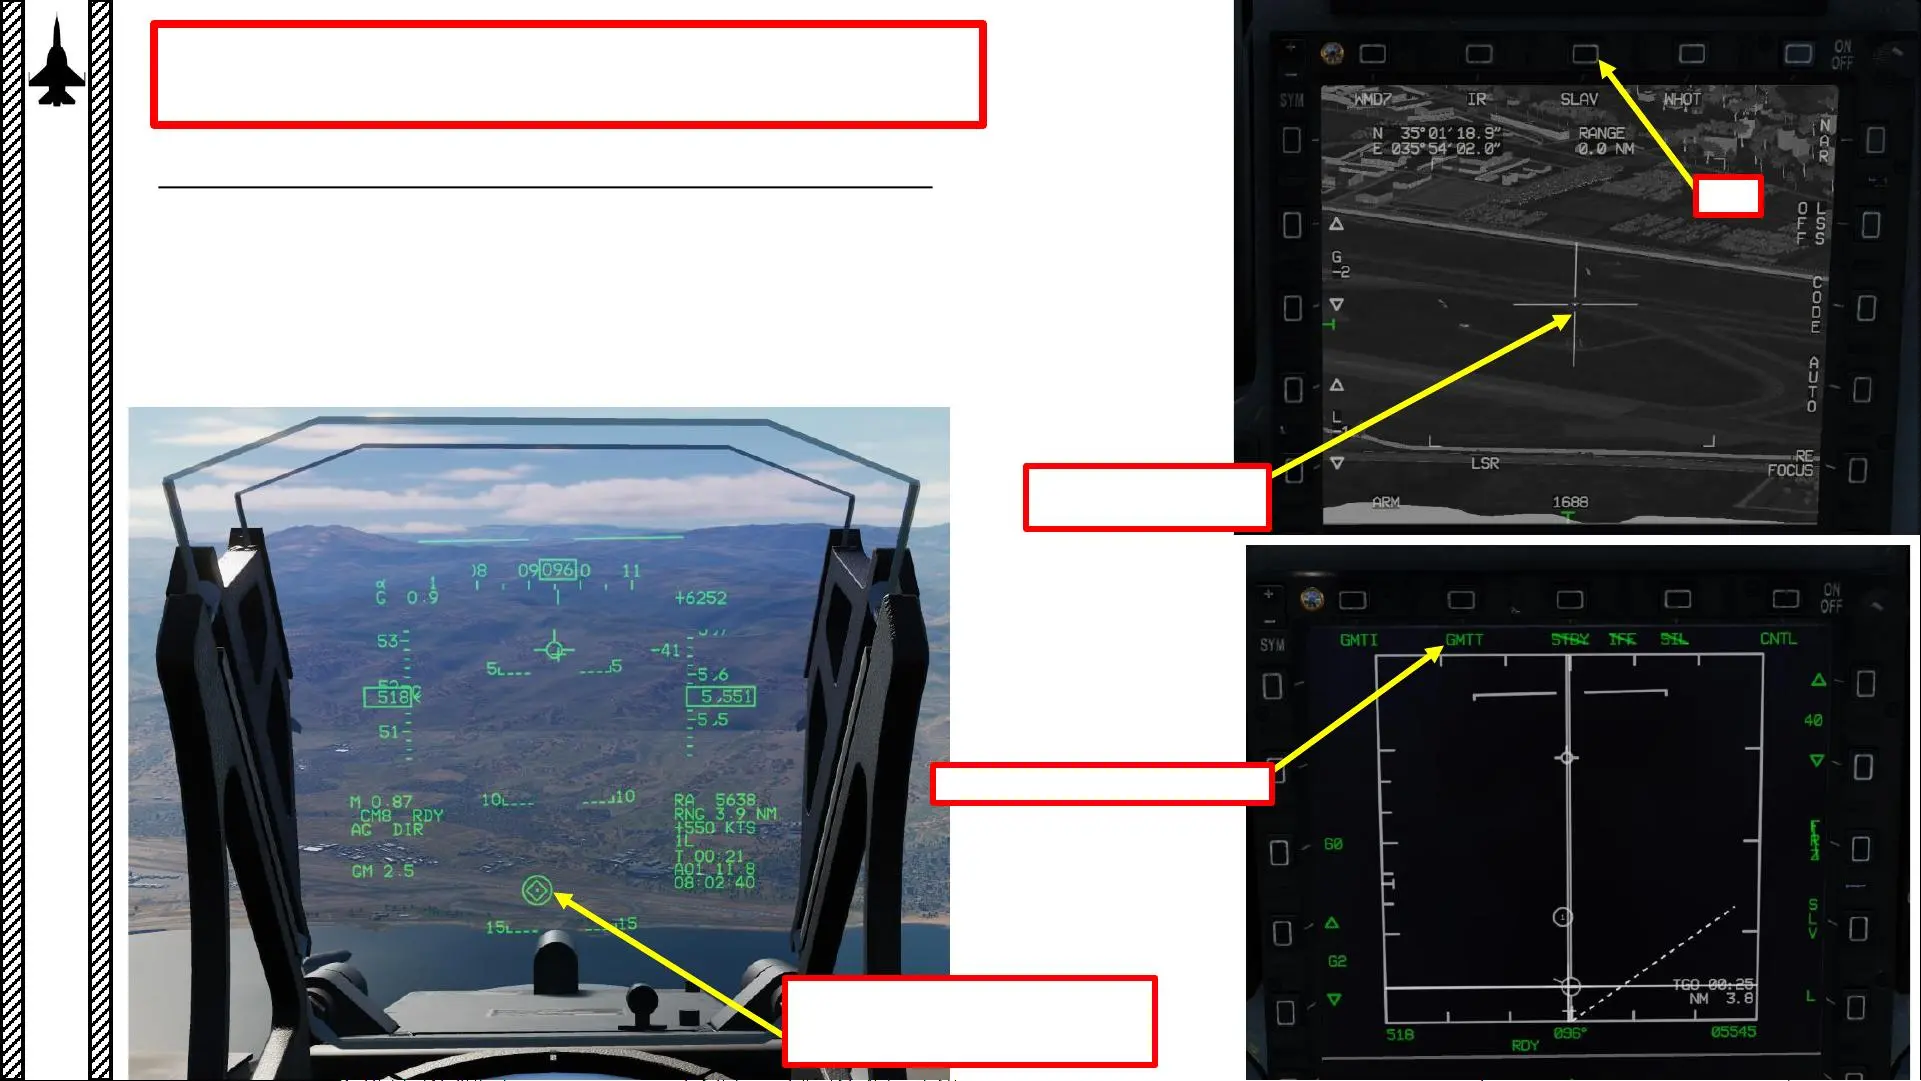 ON
OFF
SYM
WMD7 IR SLAV WHOT
N 35°01'18.9" RANGE
E 035°54'02.0" 0.0 NM
NAR
OFF LSS
G
-2
CODE
AUTO
L
-1
LSR
RE
FOCUS
ARM 1688
09 096 0 11
α 1
G 0.9 +6252
53
-41
5 5
-5,6
518 5,551
-5,5
51
M 0.87
CM8 RDY
AG DIR
GM 2.5
10 10
RA 5638
RNG 3.9 NM
+550 KTS
1L
T 00:21
A01 11.8
08:02:40
15 15
ON
OFF
SYM
GMTI GMTT STBY IFF SIL CNTL
40
60
SLV
G2
1
TGO 00:25
NM 3.8
L
518 096° 05545
RDY